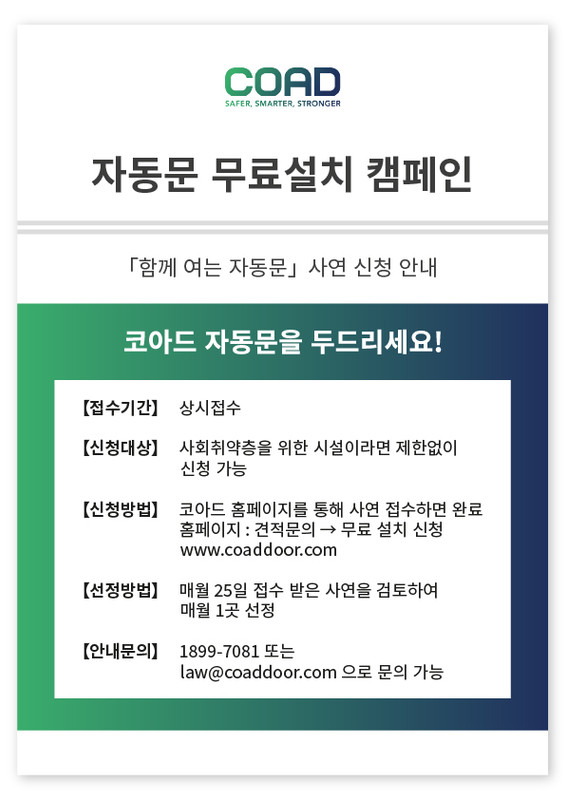 COAD
SAFER, SMARTER, STRONGER
자동문 무료설치 캠페인
「함께 여는 자동문」 사연 신청 안내
코아드 자동문을 두드리세요!
【접수기간】 상시접수
【신청대상】 사회취약층을 위한 시설이라면 제한없이
신청 가능
【신청방법】 코아드 홈페이지를 통해 사연 접수하면 완료
홈페이지 : 견적문의 → 무료 설치 신청
www.coaddoor.com
【선정방법】 매월 25일 접수 받은 사연을 검토하여
매월 1곳 선정
【안내문의】 1899-7081 또는
law@coaddoor.com 으로 문의 가능